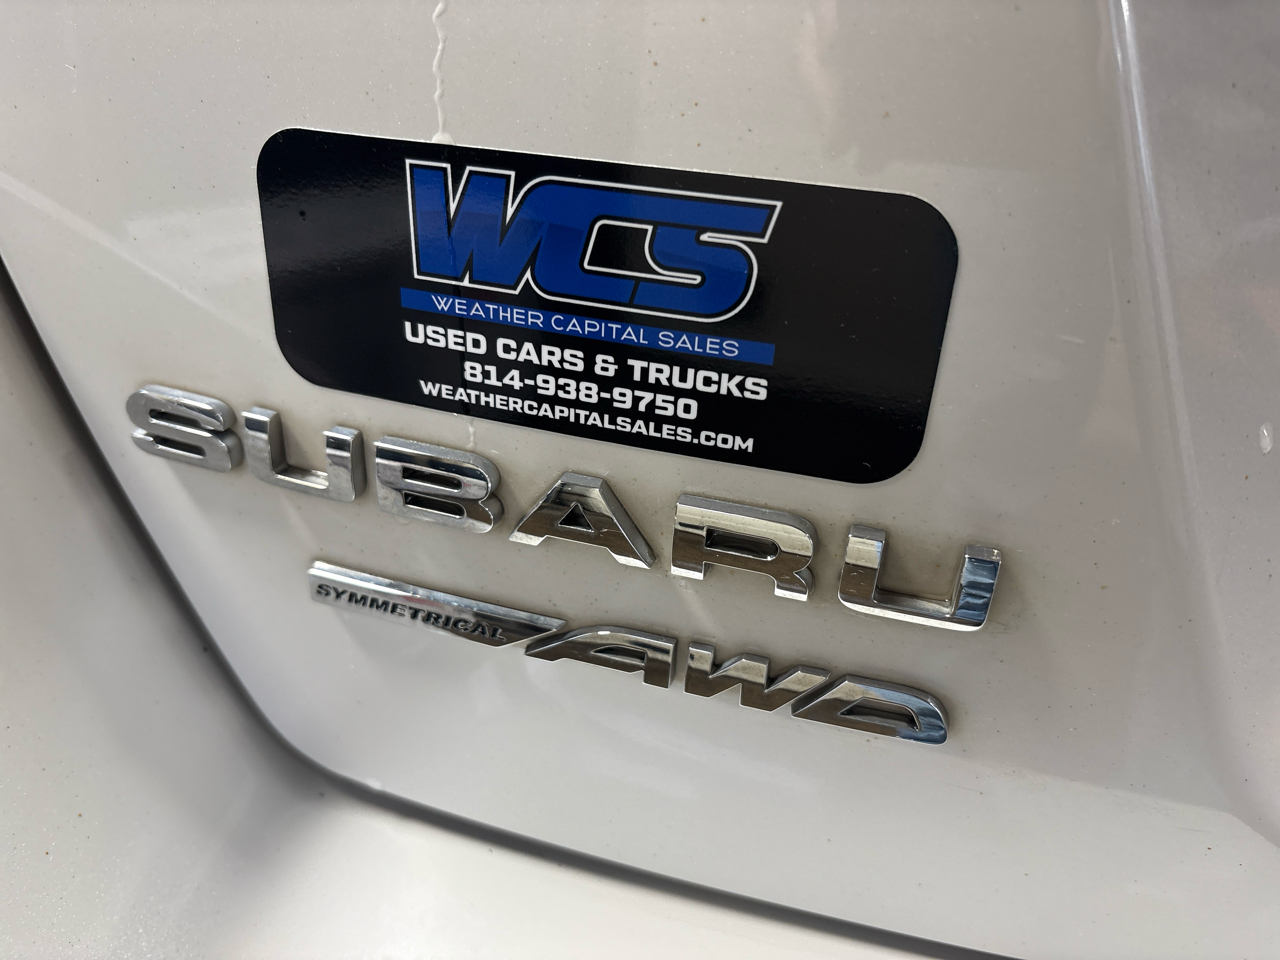 WCS
WEATHER CAPITAL SALES
USED CARS & TRUCKS
814-938-9750
WEATHERCAPITALSALES.COM
SUBARU
SYMMETRICAL AWD